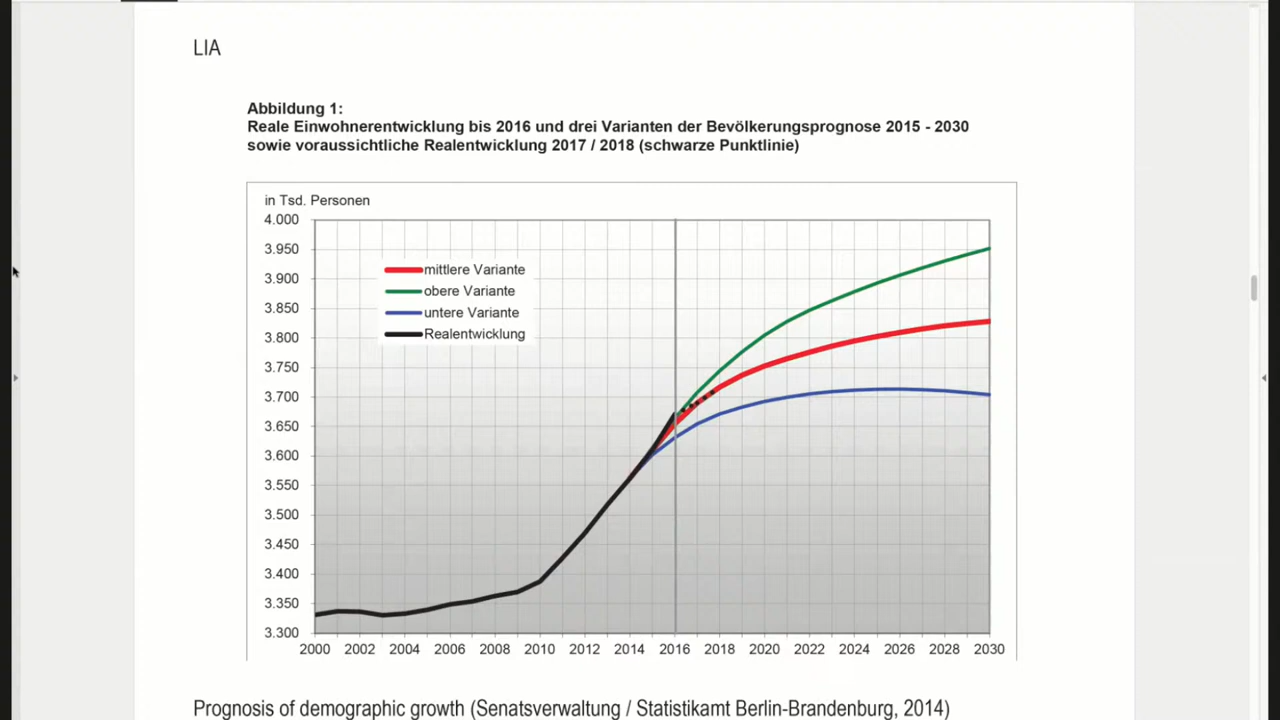 LIA
Abbildung 1:
Reale Einwohnerentwicklung bis 2016 und drei Varianten der Bevölkerungsprognose 2015 - 2030
sowie voraussichtliche Realentwicklung 2017 / 2018 (schwarze Punktlinie)
in Tsd. Personen
4.000
3.950
3.900
3.850
3.800
3.750
3.700
3.650
3.600
3.550
3.500
3.450
3.400
3.350
3.300
mittlere Variante
obere Variante
untere Variante
Realentwicklung
2000 2002 2004 2006 2008 2010 2012 2014 2016 2018 2020 2022 2024 2026 2028 2030
Prognosis of demographic growth (Senatsverwaltung / Statistikamt Berlin-Brandenburg, 2014)